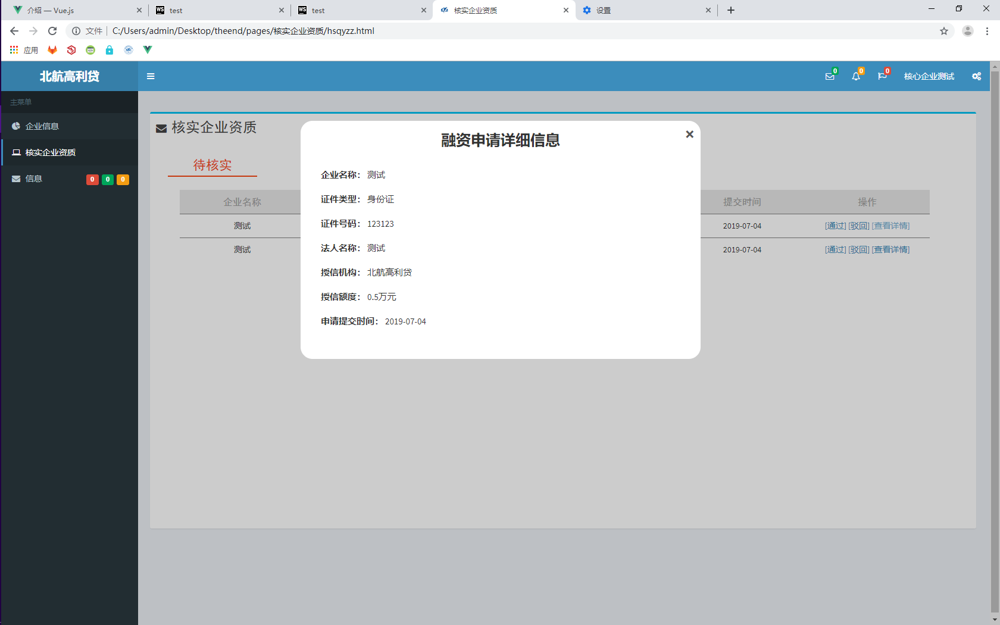 介绍 — Vue.js
test
test
核实企业资质
设置
文件 C:/Users/admin/Desktop/theend/pages/核实企业资质/hsqyzz.html
应用
北航高利贷
0
0
0
核心企业测试
主菜单
企业信息
核实企业资质
信息 0 0 0
核实企业资质
待核实
企业名称 提交时间 操作
测试 2019-07-04 [通过] [驳回] [查看详情]
测试 2019-07-04 [通过] [驳回] [查看详情]
融资申请详细信息
企业名称： 测试
证件类型： 身份证
证件号码： 123123
法人名称： 测试
授信机构： 北航高利贷
授信额度： 0.5万元
申请提交时间： 2019-07-04